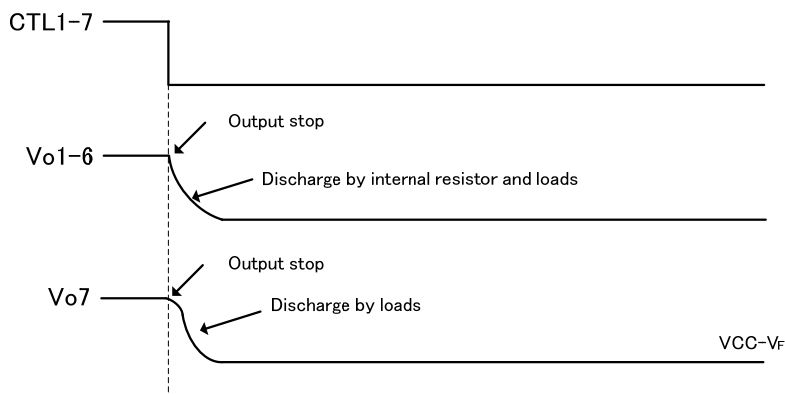 CTL1-7
Output stop
Vo1-6
Discharge by internal resistor and loads
Output stop
Vo7
Discharge by loads
VCC-VF